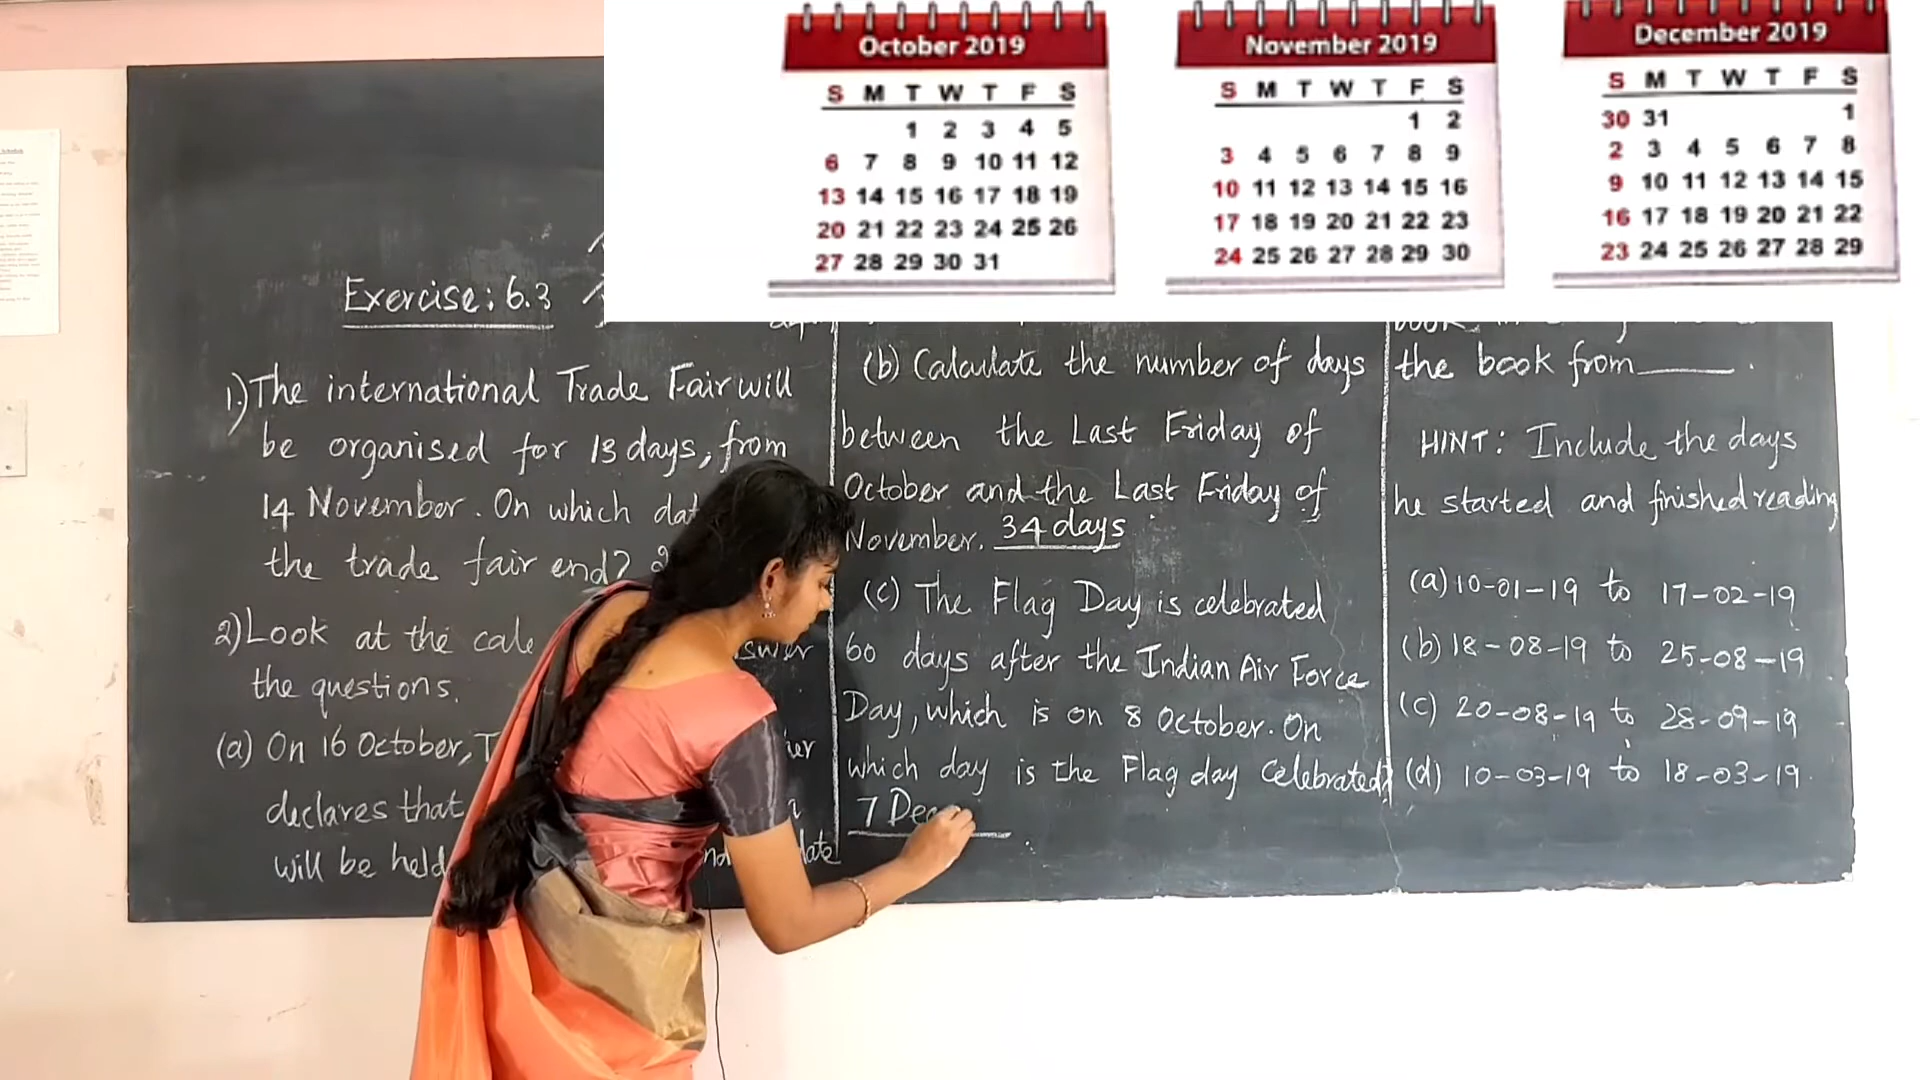 October 2019
S M T W T F S
1 2 3 4 5
6 7 8 9 10 11 12
13 14 15 16 17 18 19
20 21 22 23 24 25 26
27 28 29 30 31
November 2019
S M T W T F S
1 2
3 4 5 6 7 8 9
10 11 12 13 14 15 16
17 18 19 20 21 22 23
24 25 26 27 28 29 30
December 2019
S M T W T F S
30 31 1
2 3 4 5 6 7 8
9 10 11 12 13 14 15
16 17 18 19 20 21 22
23 24 25 26 27 28 29
Exercise: 6.3
1) The international Trade Fair will
be organised for 13 days, from
14 November. On which
the trade fair end?
2) Look at the
the questions.
(a) On 16 October,
declares that
will be held
(b) Calculate the number of days
between the Last Friday of
October and the Last Friday of
November. 34 days
(c) The Flag Day is celebrated
60 days after the Indian Air Force
Day, which is on 8 October. On
which day is the Flag day celebrated?
7 Dec
the book from ____ .
HINT: Include the days
he started and finished reading
(a) 10-01-19 to 17-02-19
(b) 18-08-19 to 25-08-19
(c) 20-08-19 to 28-09-19
(d) 10-03-19 to 18-03-19.